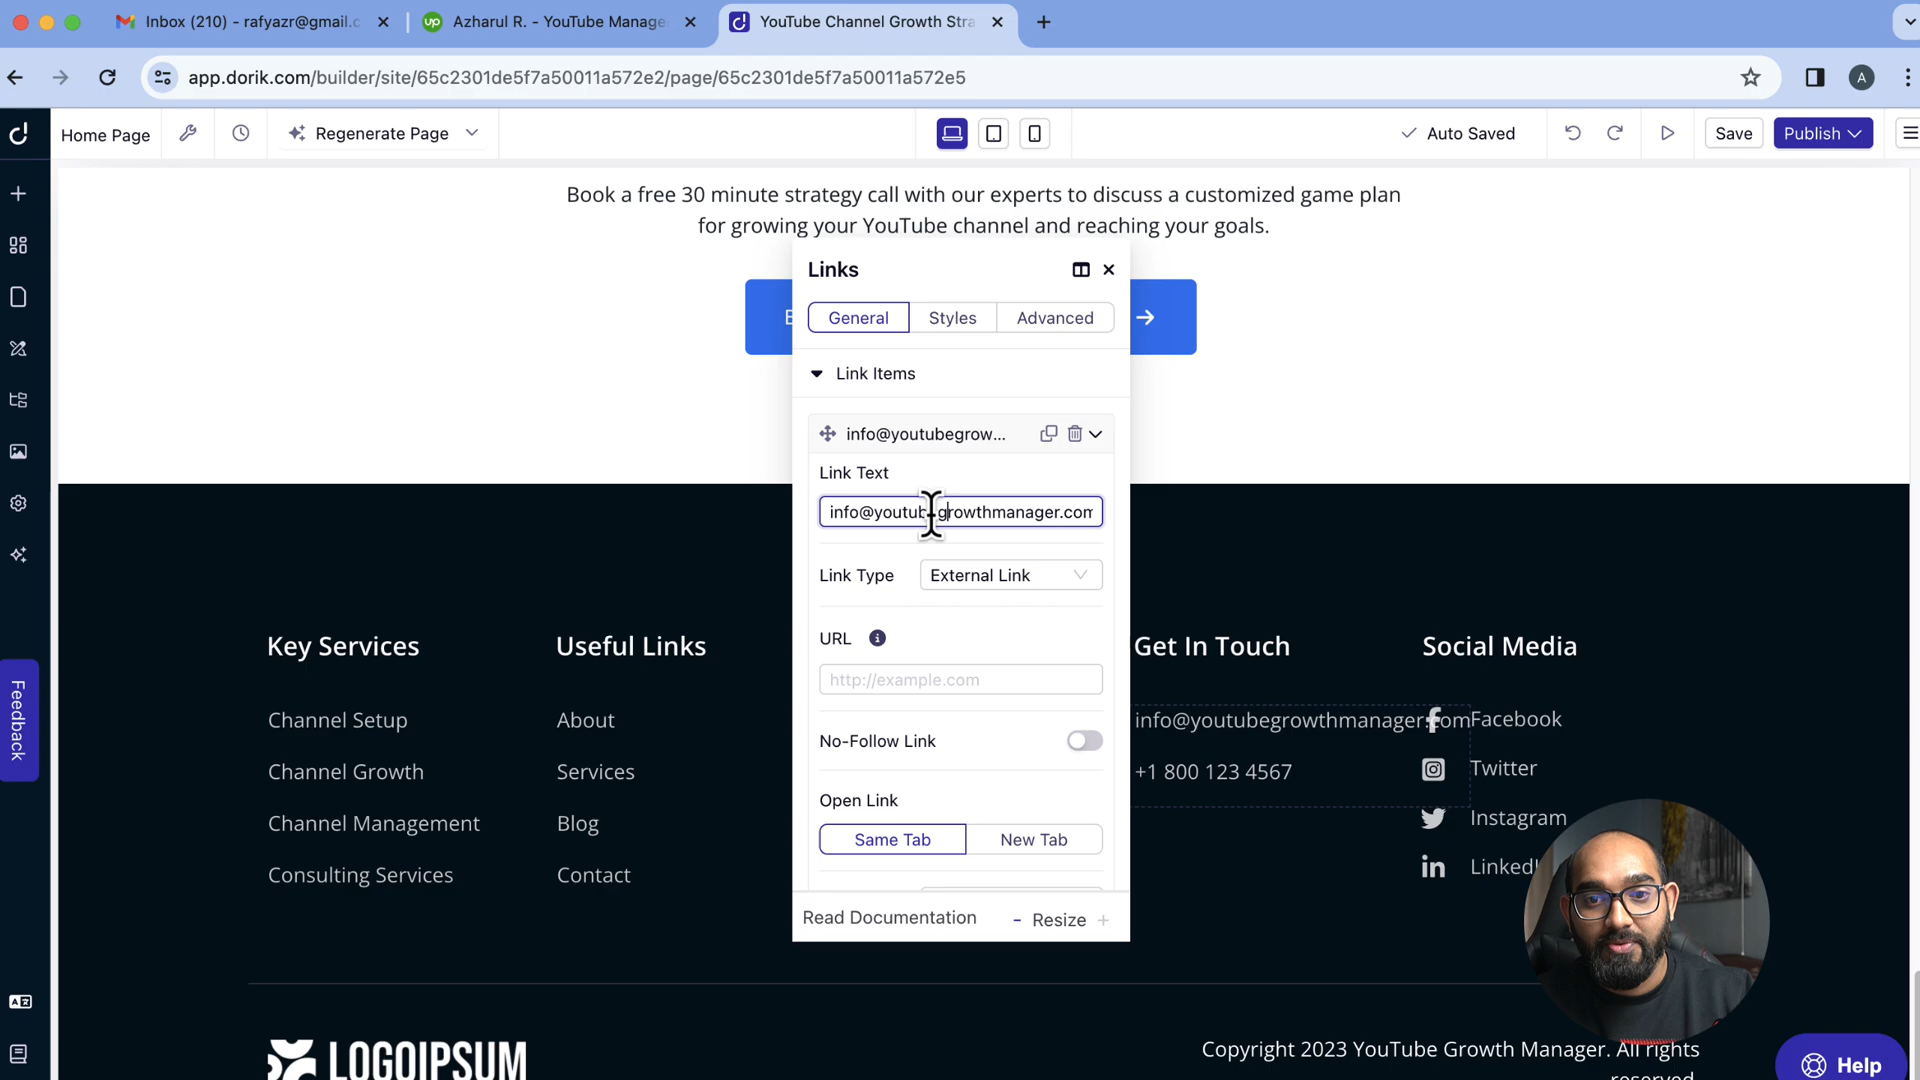 Inbox (210) - rafyazr@gmail.c
Azharul R. - YouTube Manage
YouTube Channel Growth Stra
app.dorik.com/builder/site/65c2301de5f7a50011a572e2/page/65c2301de5f7a50011a572e5
A
Home Page
Regenerate Page
Auto Saved
Save
Publish
Book a free 30 minute strategy call with our experts to discuss a customized game plan
for growing your YouTube channel and reaching your goals.
Links
General
Styles
Advanced
Link Items
info@youtubegrow...
Link Text
info@youtubegrowthmanager.com
Link Type
External Link
URL
http://example.com
No-Follow Link
Open Link
Same Tab
New Tab
Read Documentation
- Resize +
Feedback
Key Services
Channel Setup
Channel Growth
Channel Management
Consulting Services
Useful Links
About
Services
Blog
Contact
Get In Touch
info@youtubegrowthmanager.com
+1 800 123 4567
Social Media
Facebook
Twitter
Instagram
LinkedI
LOGOIPSUM
Copyright 2023 YouTube Growth Manager. All rights
reserved.
Help